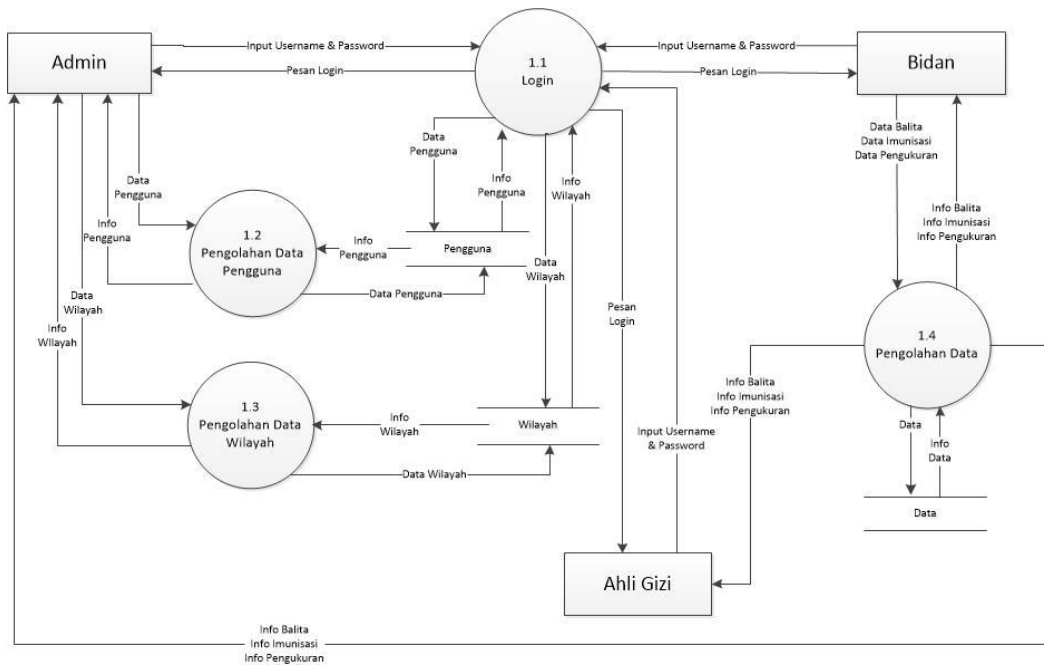 Admin
Input Username & Password
Pesan Login
1.1
Login
Input Username & Password
Pesan Login
Bidan
Data
Pengguna
Info
Pengguna
Data
Pengguna
Info
Pengguna
Data
Wilayah
Info
Wilayah
Data Balita
Data Imunisasi
Data Pengukuran
Info Balita
Info Imunisasi
Info Pengukuran
1.2
Pengolahan Data
Pengguna
Info
Pengguna
Pengguna
Data Pengguna
Data
Wilayah
Info
WIlayah
Pesan
Login
1.4
Pengolahan Data
1.3
Pengolahan Data
Wilayah
Info
Wilayah
Wilayah
Data Wilayah
Input Username
& Password
Info Balita
Info Imunisasi
Info Pengukuran
Data
Info
Data
Data
Ahli Gizi
Info Balita
Info Imunisasi
Info Pengukuran